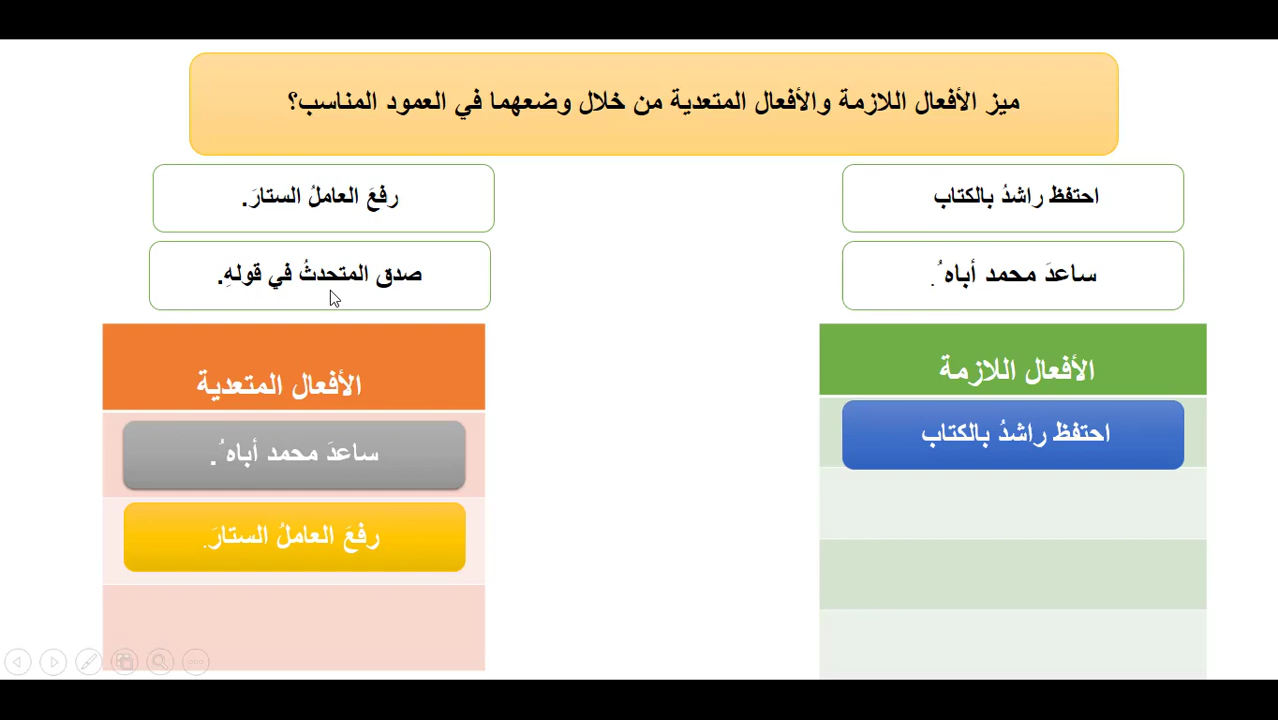 ميز الأفعال اللازمة والأفعال المتعدية من خلال وضعهما في العمود المناسب؟
احتفظ راشدُ بالكتاب
رفعَ العاملُ الستارَ.
ساعدَ محمد أباه ُ.
صدق المتحدثُ في قولهِ.
الأفعال اللازمة
الأفعال المتعدية
احتفظ راشدُ بالكتاب
ساعدَ محمد أباه ُ.
رفعَ العاملُ الستارَ.